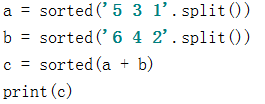 a = sorted('5 3 1'.split())
b = sorted('6 4 2'.split())
c = sorted(a + b)
print(c)